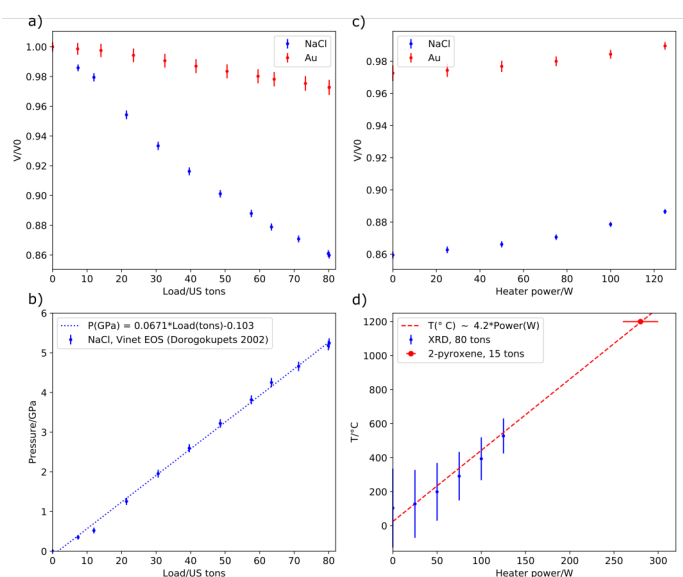 a)
NaCl
Au
1.00
0.98
0.96
0.94
0.92
0.90
0.88
0.86
V/V0
0 10 20 30 40 50 60 70 80
Load/US tons
c)
NaCl
Au
0.98
0.96
0.94
0.92
0.90
0.88
0.86
V/V0
0 20 40 60 80 100 120
Heater power/W
b)
P(GPa) = 0.0671*Load(tons)-0.103
NaCl, Vinet EOS (Dorogokupets 2002)
6
5
4
3
2
1
0
Pressure/GPa
0 10 20 30 40 50 60 70 80
Load/US tons
d)
T(° C) ~ 4.2*Power(W)
XRD, 80 tons
2-pyroxene, 15 tons
1200
1000
800
600
400
200
0
T/°C
0 50 100 150 200 250 300
Heater power/W